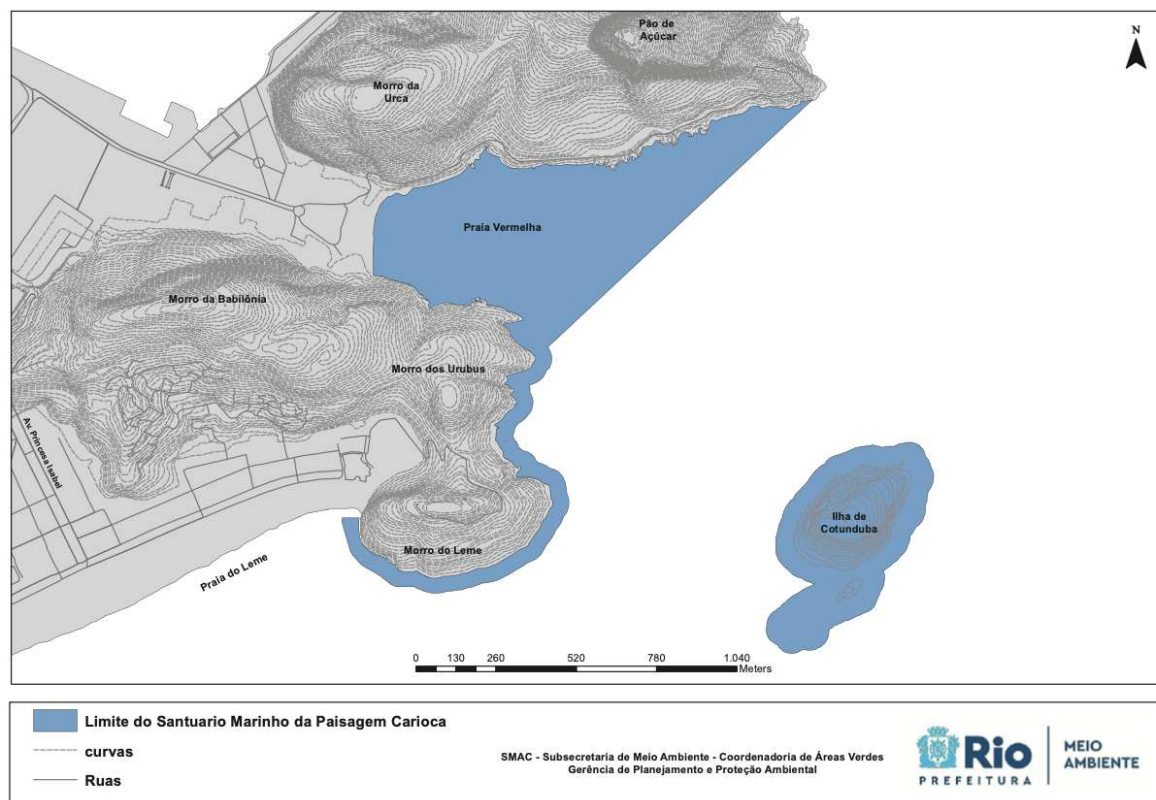 Pão de
Açúcar
N
Morro da
Urca
Praia Vermelha
Morro da Babilônia
Morro dos Urubus
Av. Princesa Isabel
Ilha de
Cotunduba
Morro do Leme
Praia do Leme
0 130 260 520 780 1.040
Meters
Limite do Santuario Marinho da Paisagem Carioca
curvas
Ruas
SMAC - Subsecretaria de Meio Ambiente - Coordenadoria de Áreas Verdes
Gerência de Planejamento e Proteção Ambiental
Rio
PREFEITURA
MEIO
AMBIENTE